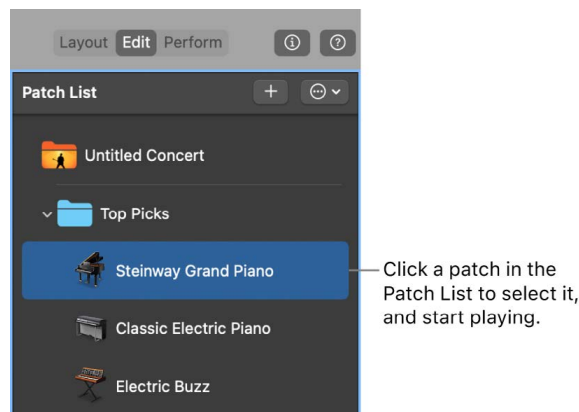 Layout Edit Perform
Patch List
Untitled Concert
Top Picks
Steinway Grand Piano
Click a patch in the
Patch List to select it,
and start playing.
Classic Electric Piano
Electric Buzz